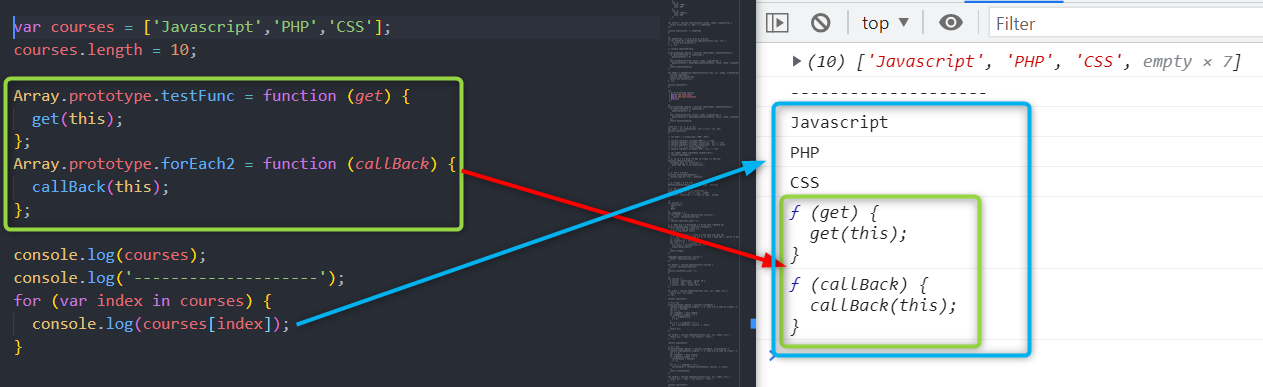 var courses = ['Javascript','PHP','CSS'];
courses.length = 10;
Array.prototype.testFunc = function (get) {
get(this);
};
Array.prototype.forEach2 = function (callBack) {
callBack(this);
};
console.log(courses);
console.log('--------------------');
for (var index in courses) {
console.log(courses[index]);
}
top ▼
Filter
▶(10) ['Javascript', 'PHP', 'CSS', empty × 7]
--------------------
Javascript
PHP
CSS
ƒ (get) {
get(this);
}
ƒ (callBack) {
callBack(this);
}